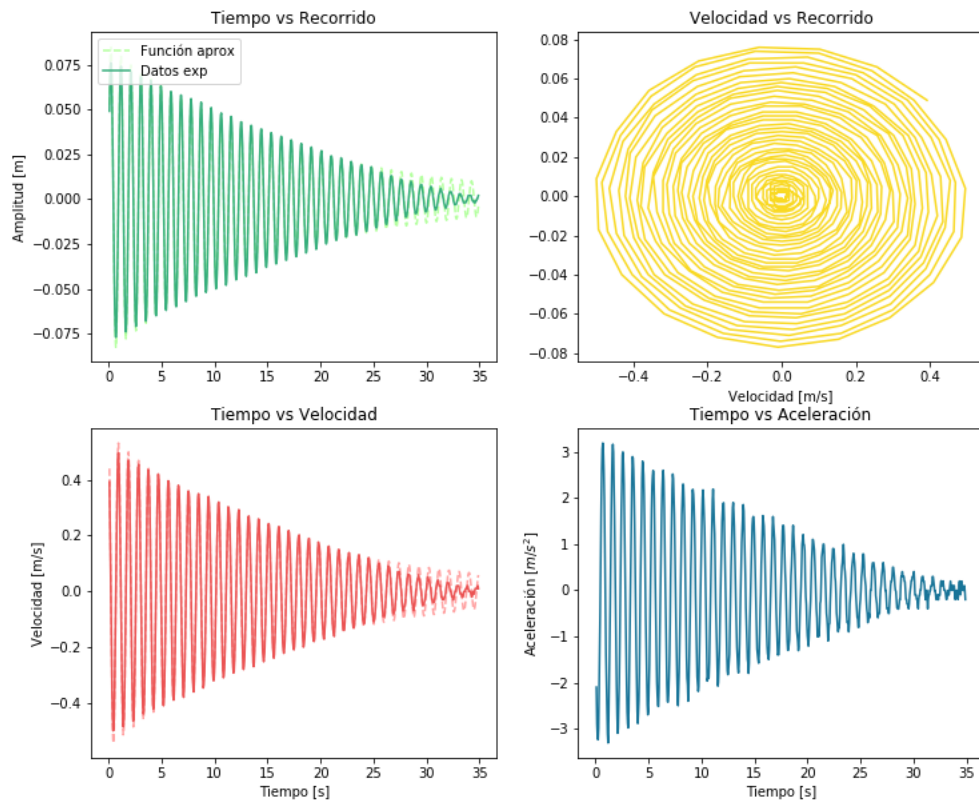 Tiempo vs Recorrido
Función aprox
Datos exp
Amplitud [m]
0.075
0.050
0.025
0.000
−0.025
−0.050
−0.075
0 5 10 15 20 25 30 35
Velocidad vs Recorrido
0.08
0.06
0.04
0.02
0.00
−0.02
−0.04
−0.06
−0.08
−0.4 −0.2 0.0 0.2 0.4
Velocidad [m/s]
Tiempo vs Velocidad
Velocidad [m/s]
0.4
0.2
0.0
−0.2
−0.4
0 5 10 15 20 25 30 35
Tiempo [s]
Tiempo vs Aceleración
Aceleración [m/s²]
3
2
1
0
−1
−2
−3
0 5 10 15 20 25 30 35
Tiempo [s]